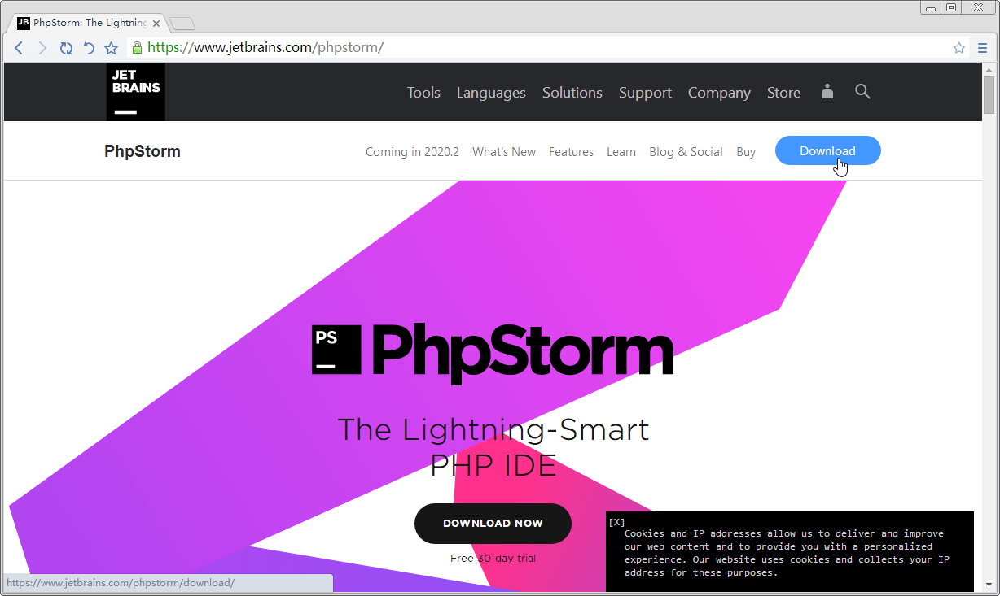 JB PhpStorm: The Lightning
https://www.jetbrains.com/phpstorm/
JET
BRAINS
Tools Languages Solutions Support Company Store
PhpStorm
Coming in 2020.2 What's New Features Learn Blog & Social Buy Download
PS PhpStorm
The Lightning-Smart
PHP IDE
DOWNLOAD NOW
Free 30-day trial
[X]
Cookies and IP addresses allow us to deliver and improve
our web content and to provide you with a personalized
experience. Our website uses cookies and collects your IP
address for these purposes.
https://www.jetbrains.com/phpstorm/download/